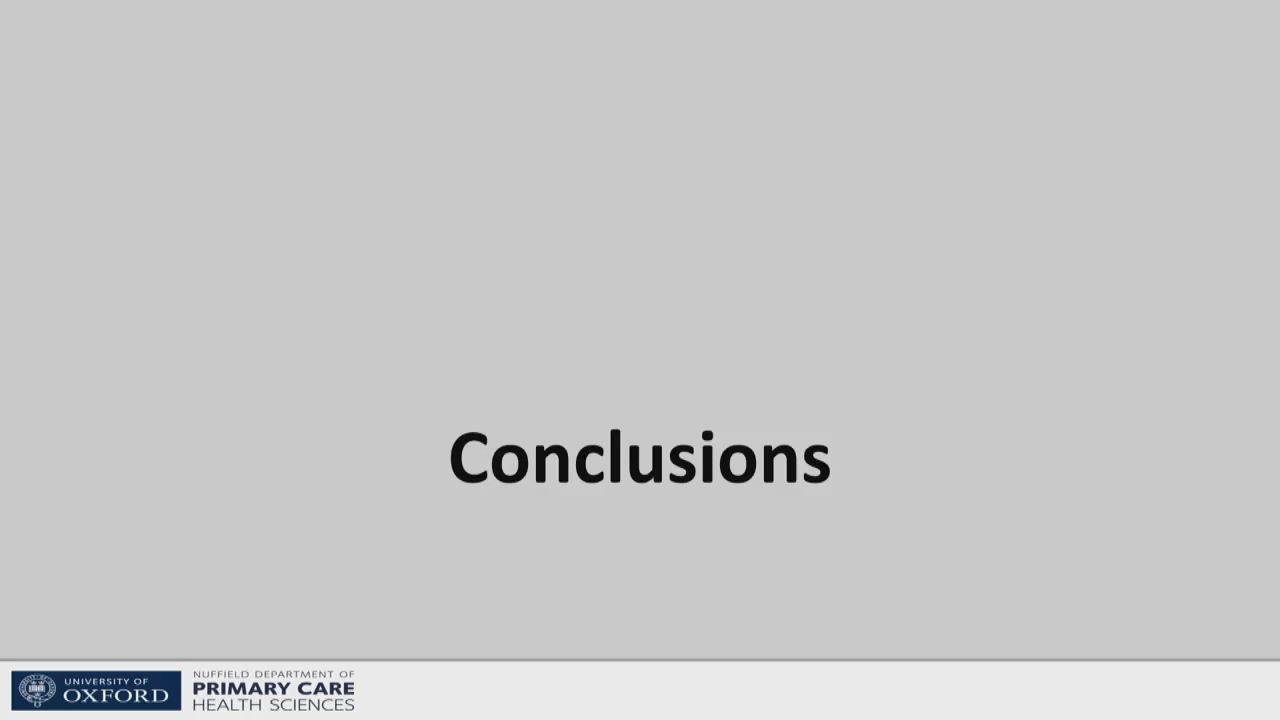 Conclusions
UNIVERSITY OF
OXFORD
NUFFIELD DEPARTMENT OF
PRIMARY CARE
HEALTH SCIENCES